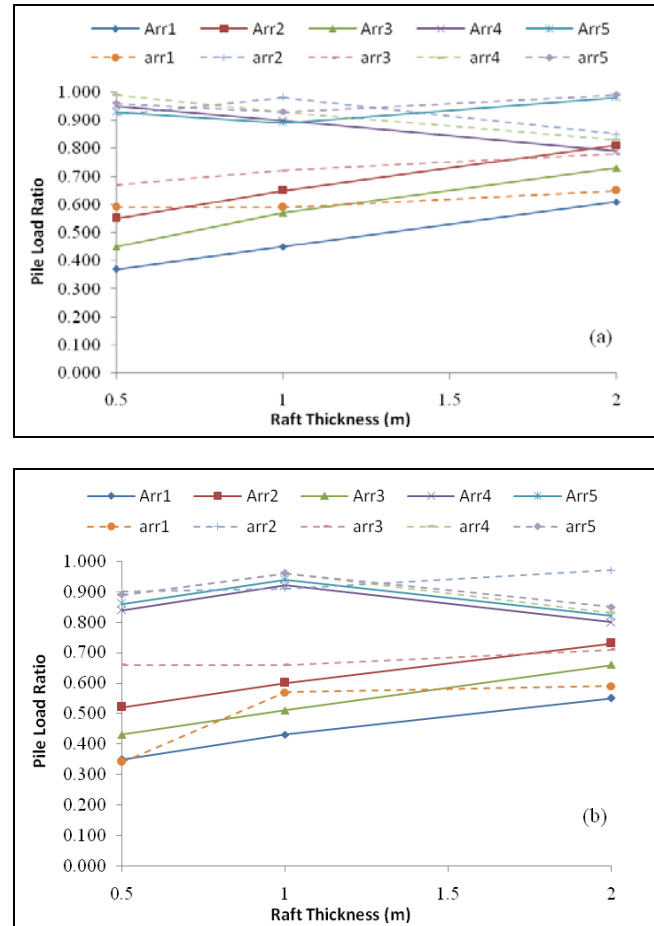 Arr1 Arr2 Arr3 Arr4 Arr5
arr1 arr2 arr3 arr4 arr5
1.000
0.900
0.800
0.700
0.600
0.500
0.400
0.300
0.200
0.100
0.000
Pile Load Ratio
(a)
0.5 1 1.5 2
Raft Thickness (m)
Arr1 Arr2 Arr3 Arr4 Arr5
arr1 arr2 arr3 arr4 arr5
1.000
0.900
0.800
0.700
0.600
0.500
0.400
0.300
0.200
0.100
0.000
Pile Load Ratio
(b)
0.5 1 1.5 2
Raft Thickness (m)